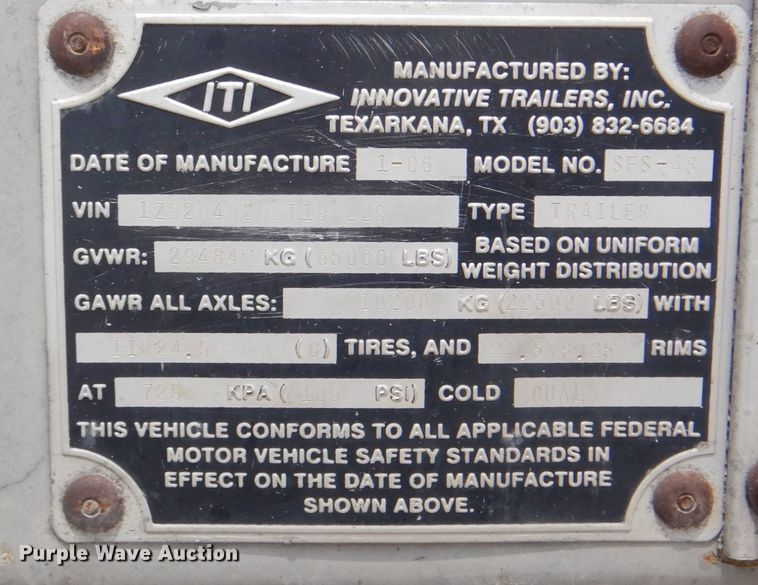 ITI
MANUFACTURED BY:
INNOVATIVE TRAILERS, INC.
TEXARKANA, TX (903) 832-6684
DATE OF MANUFACTURE 1-06 MODEL NO. SFS-48
VIN TYPE TRAILER
GVWR: 29484 KG (65000 LBS) BASED ON UNIFORM WEIGHT DISTRIBUTION
GAWR ALL AXLES: 10200 KG (22500 LBS) WITH
11R24.5 (G) TIRES, AND 24.5X8.25 RIMS
AT 725 KPA (105 PSI) COLD DUAL
THIS VEHICLE CONFORMS TO ALL APPLICABLE FEDERAL
MOTOR VEHICLE SAFETY STANDARDS IN
EFFECT ON THE DATE OF MANUFACTURE
SHOWN ABOVE.
Purple Wave Auction